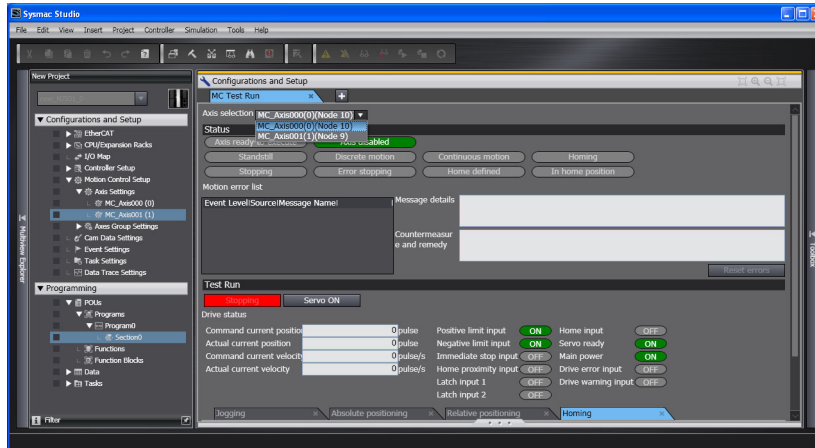 Sysmac Studio
File Edit View Insert Project Controller Simulation Tools Help
New Project
Configurations and Setup
EtherCAT
CPU/Expansion Racks
I/O Map
Controller Setup
Motion Control Setup
Axis Settings
MC_Axis000 (0)
MC_Axis001 (1)
Axes Group Settings
Cam Data Settings
Event Settings
Task Settings
Data Trace Settings
Programming
POUs
Programs
Program0
Section0
Functions
Function Blocks
Data
Tasks
Filter
Multiview Explorer
Configurations and Setup
MC Test Run
Axis selection MC_Axis000(0)(Node 10)
MC_Axis000(0)(Node 10)
MC_Axis001(1)(Node 9)
Status
Axis ready to execute Axis disabled
Standstill Discrete motion Continuous motion Homing
Stopping Error stopping Home defined In home position
Motion error list
Event Level|Source|Message Name|
Message details
Countermeasur
e and remedy
Reset errors
Test Run
Stopping Servo ON
Drive status
Command current position 0 pulse Positive limit input ON Home input OFF
Actual current position 0 pulse Negative limit input ON Servo ready ON
Command current velocity 0 pulse/s Immediate stop input OFF Main power ON
Actual current velocity 0 pulse/s Home proximity input OFF Drive error input OFF
Latch input 1 OFF Drive warning input OFF
Latch input 2 OFF
Jogging Absolute positioning Relative positioning Homing
Toolbox